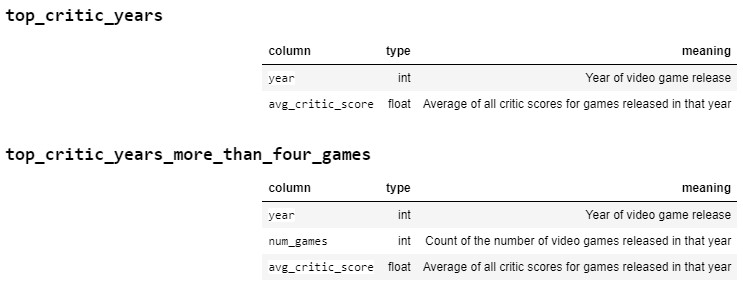 top_critic_years
column type meaning
year int Year of video game release
avg_critic_score float Average of all critic scores for games released in that year
top_critic_years_more_than_four_games
column type meaning
year int Year of video game release
num_games int Count of the number of video games released in that year
avg_critic_score float Average of all critic scores for games released in that year